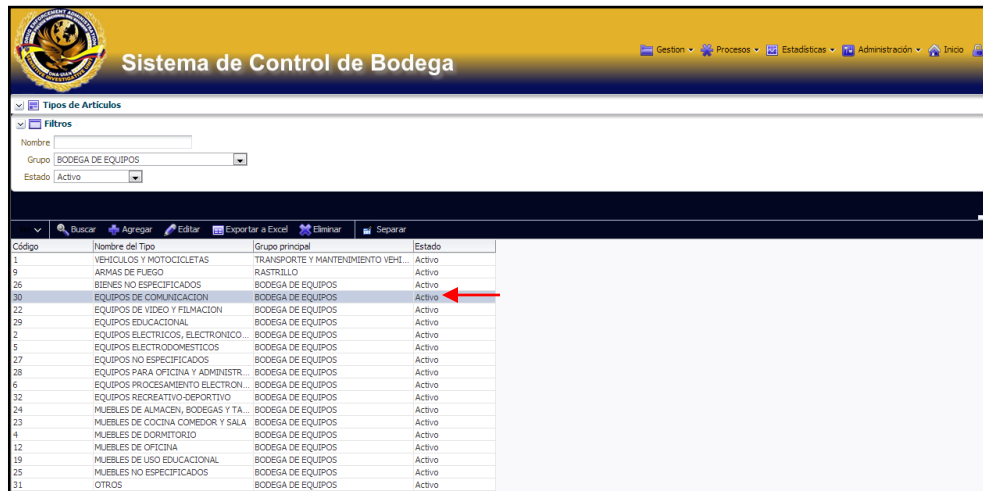 Sistema de Control de Bodega
Gestion Procesos Estadísticas Administración Inicio
Tipos de Artículos
Filtros
Nombre
Grupo BODEGA DE EQUIPOS
Estado Activo
Buscar Agregar Editar Exportar a Excel Eliminar Separar
Código Nombre del Tipo Grupo principal Estado
1 VEHICULOS Y MOTOCICLETAS TRANSPORTE Y MANTENIMIENTO VEHI... Activo
9 ARMAS DE FUEGO RASTRILLO Activo
26 BIENES NO ESPECIFICADOS BODEGA DE EQUIPOS Activo
30 EQUIPOS DE COMUNICACION BODEGA DE EQUIPOS Activo
22 EQUIPOS DE VIDEO Y FILMACION BODEGA DE EQUIPOS Activo
29 EQUIPOS EDUCACIONAL BODEGA DE EQUIPOS Activo
2 EQUIPOS ELECTRICOS, ELECTRONICO... BODEGA DE EQUIPOS Activo
5 EQUIPOS ELECTRODOMESTICOS BODEGA DE EQUIPOS Activo
27 EQUIPOS NO ESPECIFICADOS BODEGA DE EQUIPOS Activo
28 EQUIPOS PARA OFICINA Y ADMINISTR... BODEGA DE EQUIPOS Activo
6 EQUIPOS PROCESAMIENTO ELECTRON... BODEGA DE EQUIPOS Activo
32 EQUIPOS RECREATIVO-DEPORTIVO BODEGA DE EQUIPOS Activo
24 MUEBLES DE ALMACEN, BODEGAS Y TA... BODEGA DE EQUIPOS Activo
23 MUEBLES DE COCINA COMEDOR Y SALA BODEGA DE EQUIPOS Activo
4 MUEBLES DE DORMITORIO BODEGA DE EQUIPOS Activo
12 MUEBLES DE OFICINA BODEGA DE EQUIPOS Activo
19 MUEBLES DE USO EDUCACIONAL BODEGA DE EQUIPOS Activo
25 MUEBLES NO ESPECIFICADOS BODEGA DE EQUIPOS Activo
31 OTROS BODEGA DE EQUIPOS Activo